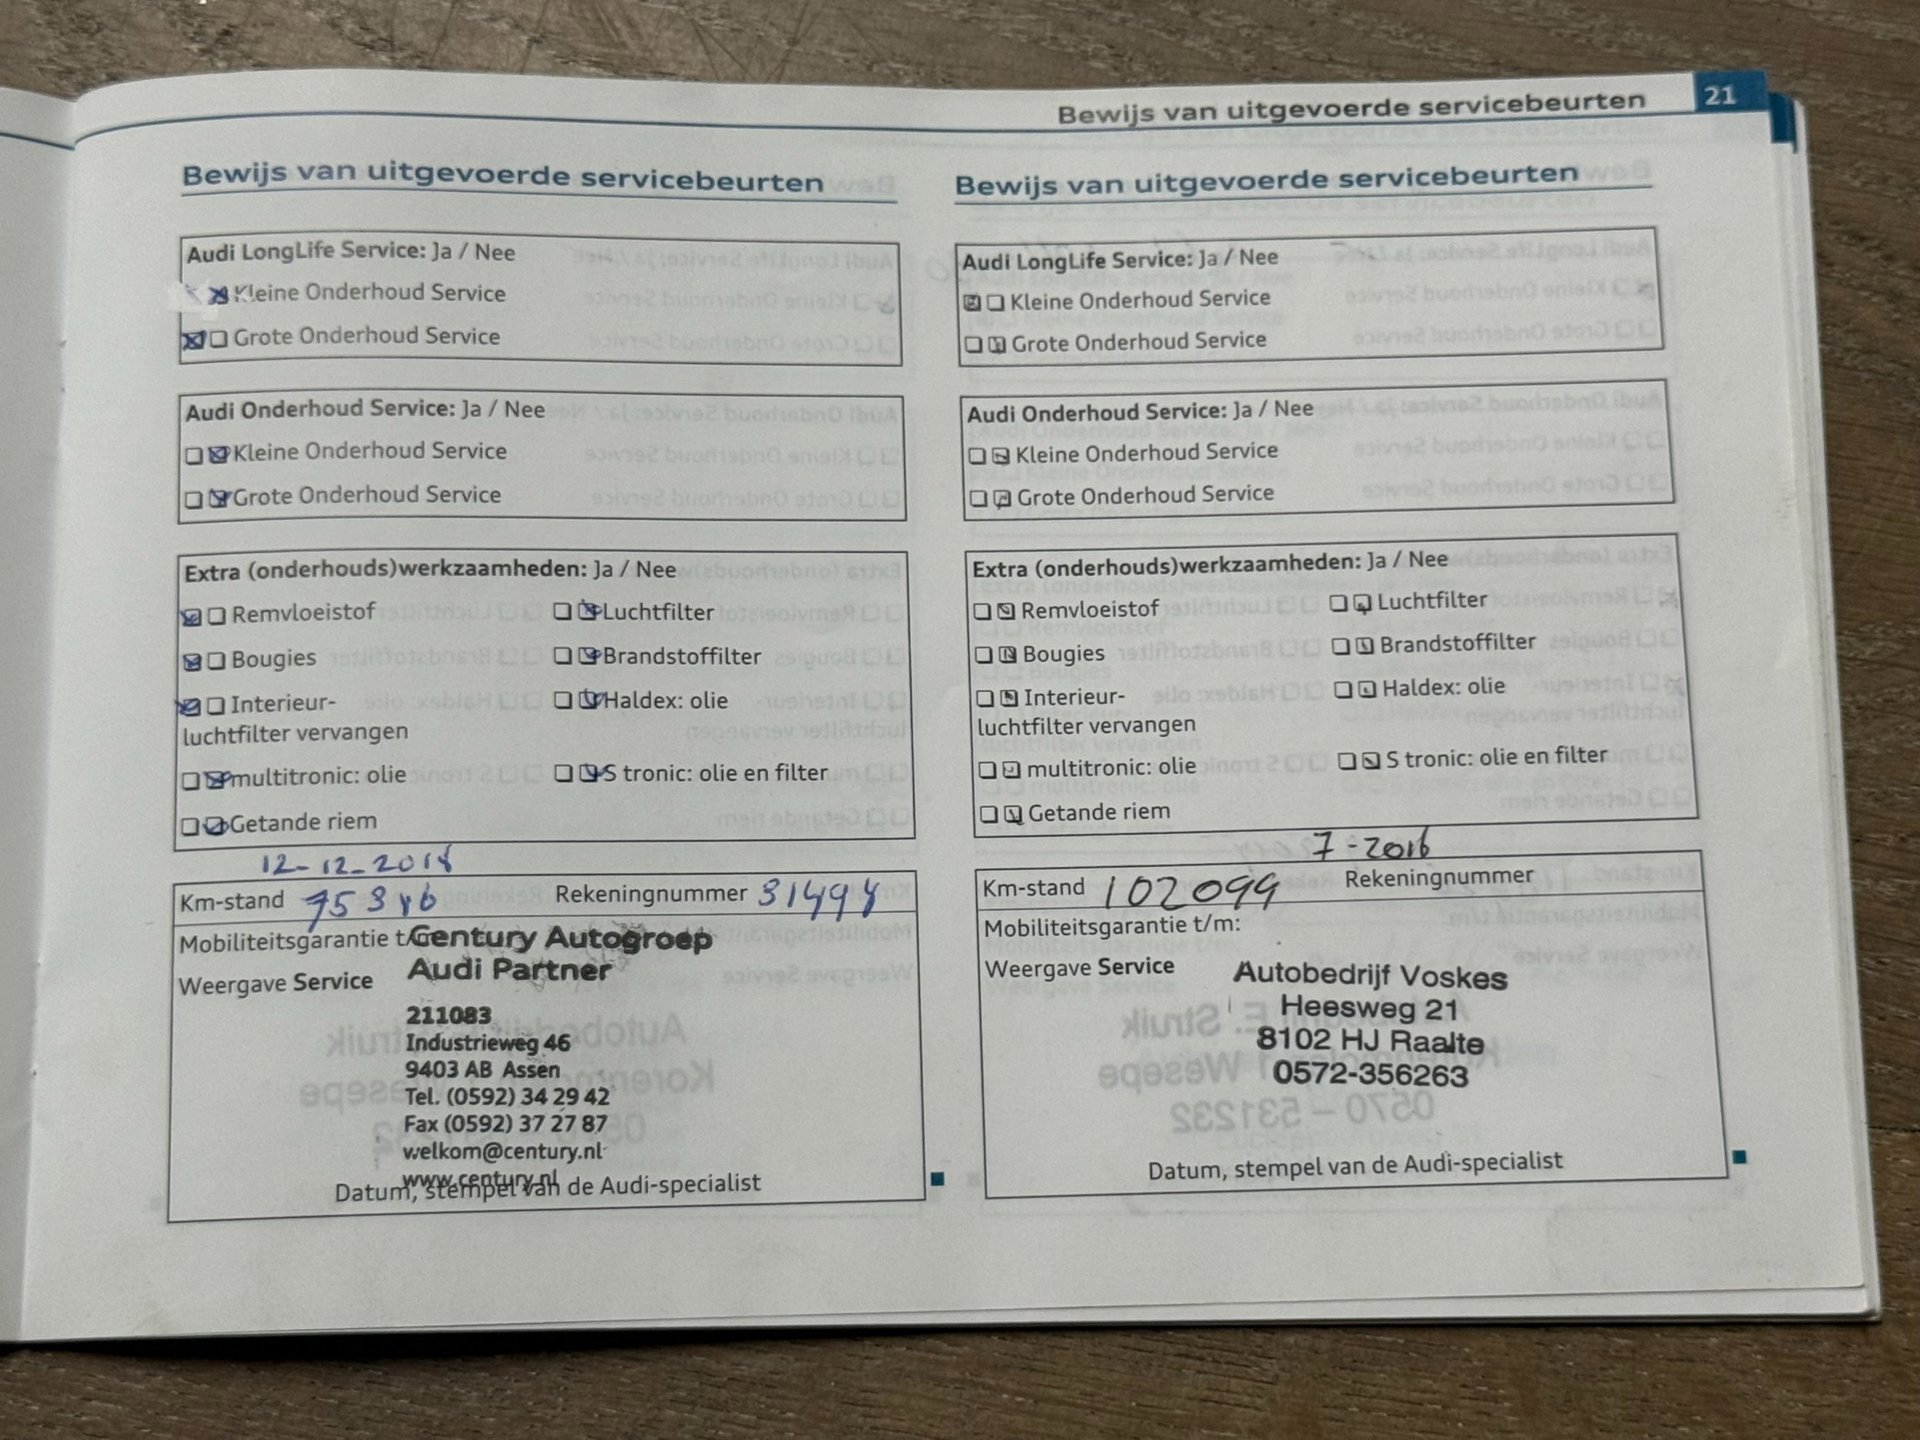 Bewijs van uitgevoerde servicebeurten 21
Bewijs van uitgevoerde servicebeurten
Audi LongLife Service: Ja / Nee
Kleine Onderhoud Service
Grote Onderhoud Service
Audi Onderhoud Service: Ja / Nee
Kleine Onderhoud Service
Grote Onderhoud Service
Extra (onderhouds)werkzaamheden: Ja / Nee
Remvloeistof Luchtfilter
Bougies Brandstoffilter
Interieur- Haldex: olie
luchtfilter vervangen
multitronic: olie S tronic: olie en filter
Getande riem
Km-stand Rekeningnummer
Mobiliteitsgarantie
Century Autogroep
Audi Partner
Weergave Service
211083
Industrieweg 46
9403 AB Assen
Tel. (0592) 34 29 42
Fax (0592) 37 27 87
welkom@century.nl
www.century.nl
Datum, stempel van de Audi-specialist
Bewijs van uitgevoerde servicebeurten
Audi LongLife Service: Ja / Nee
Kleine Onderhoud Service
Grote Onderhoud Service
Audi Onderhoud Service: Ja / Nee
Kleine Onderhoud Service
Grote Onderhoud Service
Extra (onderhouds)werkzaamheden: Ja / Nee
Remvloeistof Luchtfilter
Bougies Brandstoffilter
Interieur- Haldex: olie
luchtfilter vervangen
multitronic: olie S tronic: olie en filter
Getande riem
7-2016
Km-stand 102099 Rekeningnummer
Mobiliteitsgarantie t/m:
Weergave Service
Autobedrijf Voskes
Heesweg 21
8102 HJ Raalte
0572-356263
Datum, stempel van de Audi-specialist